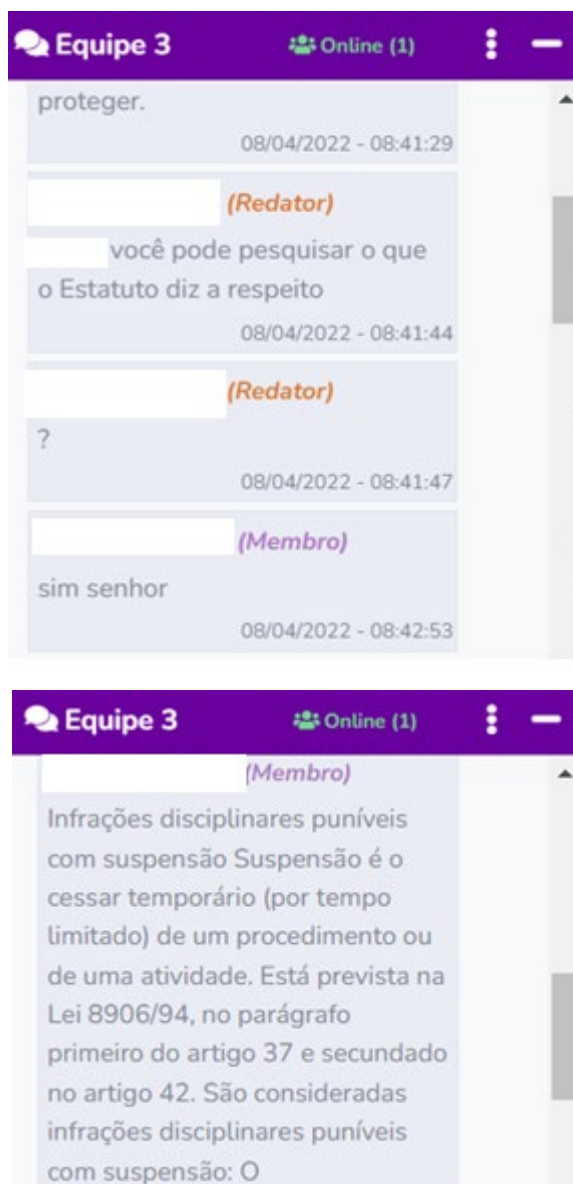 Equipe 3 Online (1)
proteger.
08/04/2022 - 08:41:29
(Redator)
você pode pesquisar o que
o Estatuto diz a respeito
08/04/2022 - 08:41:44
(Redator)
?
08/04/2022 - 08:41:47
(Membro)
sim senhor
08/04/2022 - 08:42:53
Equipe 3 Online (1)
(Membro)
Infrações disciplinares puníveis
com suspensão Suspensão é o
cessar temporário (por tempo
limitado) de um procedimento ou
de uma atividade. Está prevista na
Lei 8906/94, no parágrafo
primeiro do artigo 37 e secundado
no artigo 42. São consideradas
infrações disciplinares puníveis
com suspensão: O